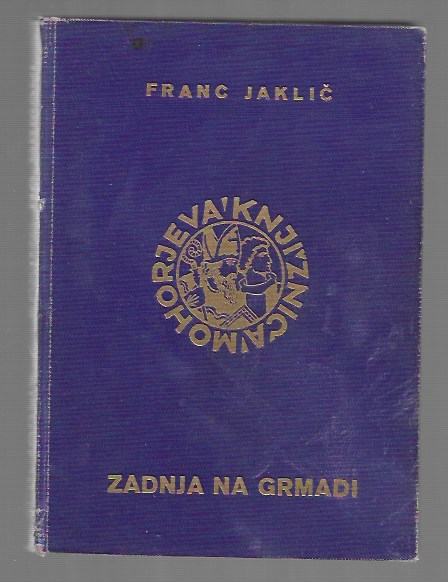 FRANC JAKLIČ
MOHORJEVA KNJIŽNICA
ZADNJA NA GRMADI